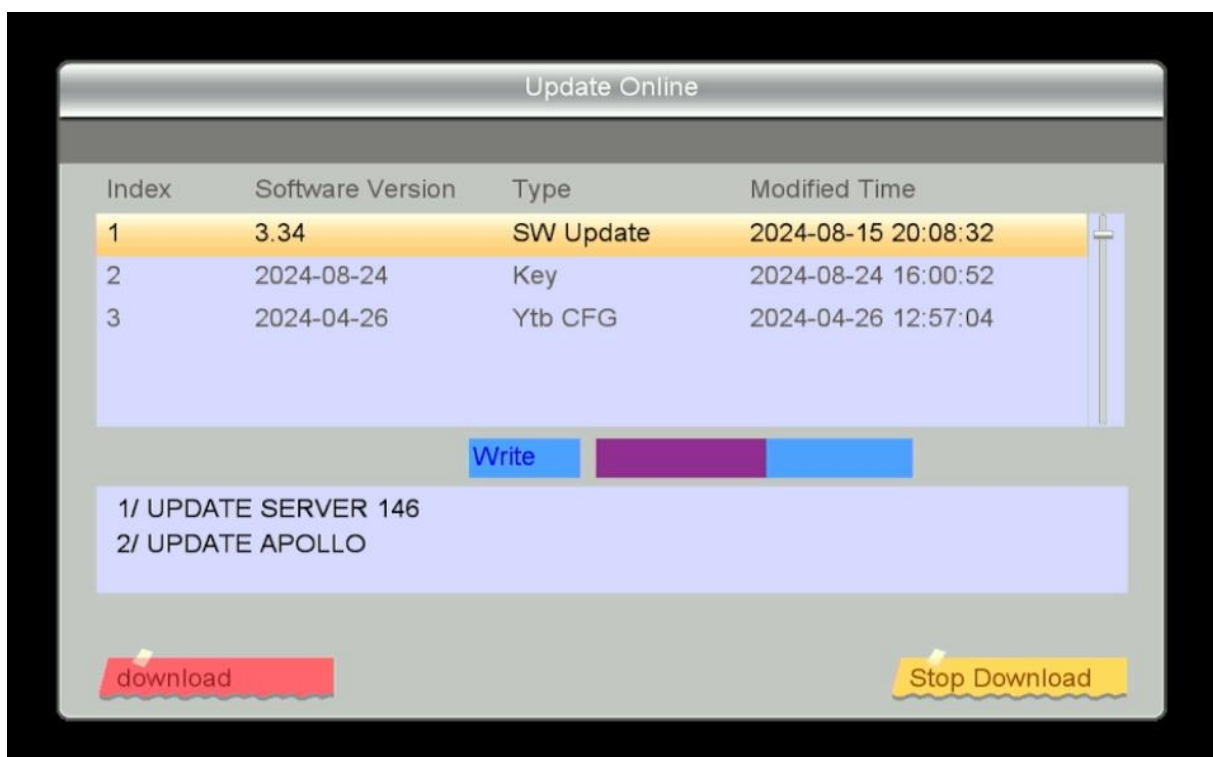 Update Online
Index Software Version Type Modified Time
1 3.34 SW Update 2024-08-15 20:08:32
2 2024-08-24 Key 2024-08-24 16:00:52
3 2024-04-26 Ytb CFG 2024-04-26 12:57:04
Write
1/ UPDATE SERVER 146
2/ UPDATE APOLLO
download Stop Download